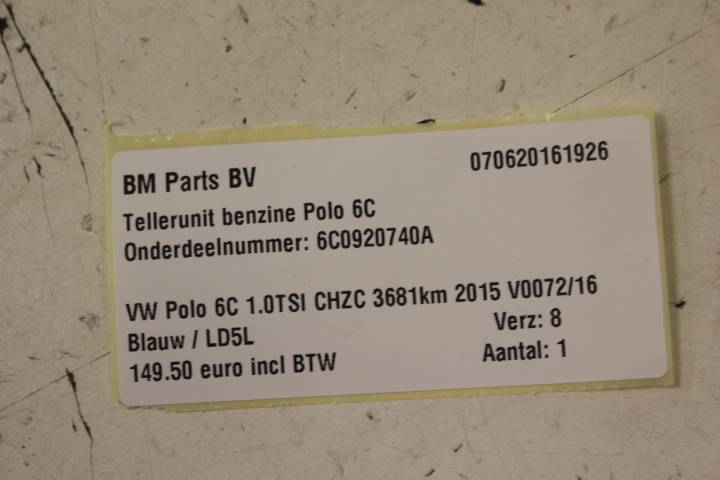 BM Parts BV 070620161926
Tellerunit benzine Polo 6C
Onderdeelnummer: 6C0920740A
VW Polo 6C 1.0TSI CHZC 3681km 2015 V0072/16
Blauw / LD5L Verz: 8
149.50 euro incl BTW Aantal: 1